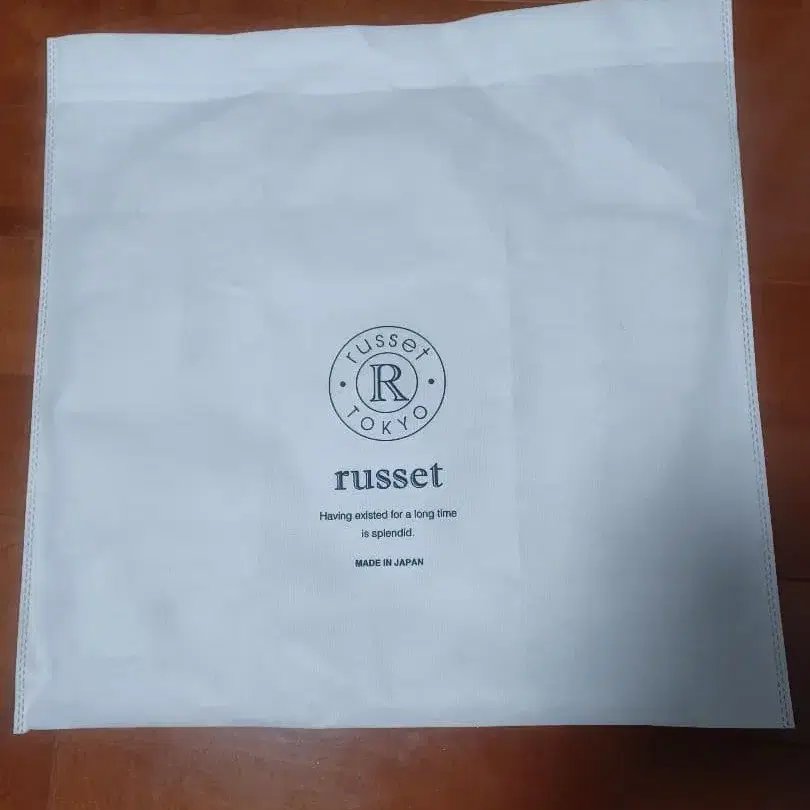 russet
R
TOKYO
russet
Having existed for a long time
is splendid.
MADE IN JAPAN